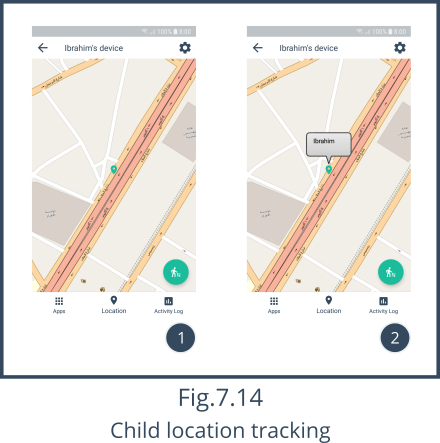 100% 8:00
Ibrahim's device
Apps
Location
Activity Log
1
100% 8:00
Ibrahim's device
Ibrahim
Apps
Location
Activity Log
2
Fig.7.14
Child location tracking